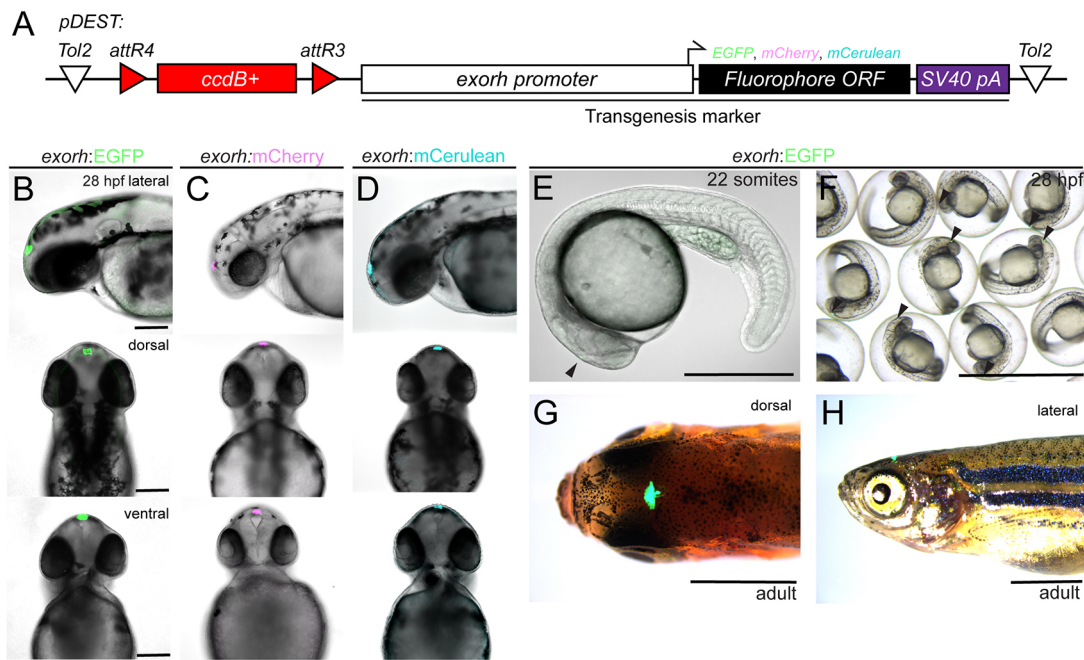 A
pDEST:
Tol2
attR4
attR3
EGFP, mCherry, mCerulean
Tol2
ccdB+
exorh promoter
Fluorophore ORF
SV40 pA
Transgenesis marker
exorh:EGFP
exorh:mCherry
exorh:mCerulean
exorh:EGFP
B
28 hpf lateral
C
D
E
22 somites
F
28 hpf
dorsal
ventral
G
dorsal
adult
H
lateral
adult